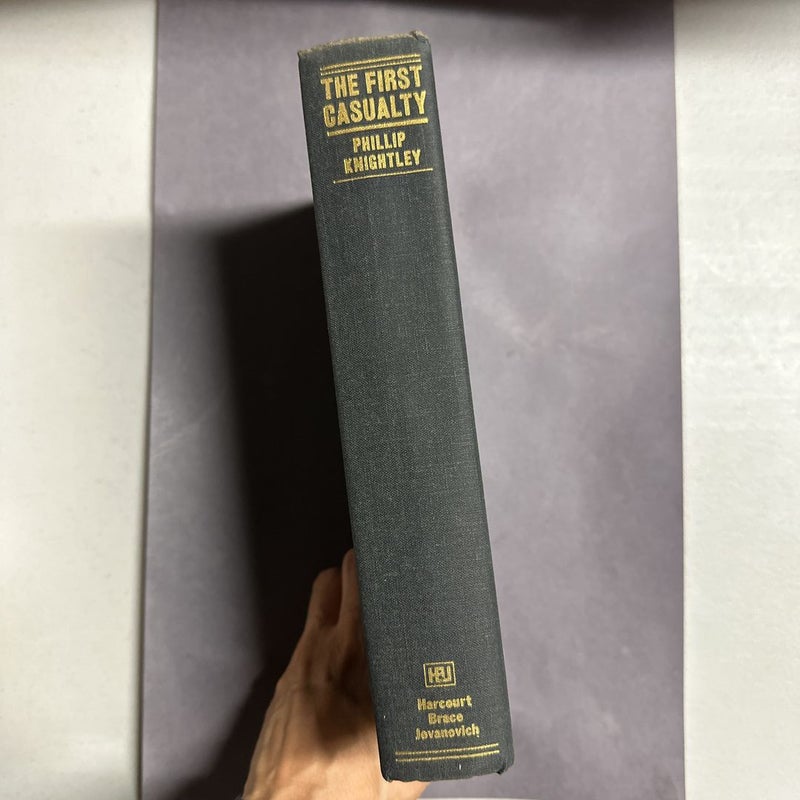 THE FIRST
CASUALTY
PHILLIP
KNIGHTLEY
HBJ
Harcourt
Brace
Jovanovich